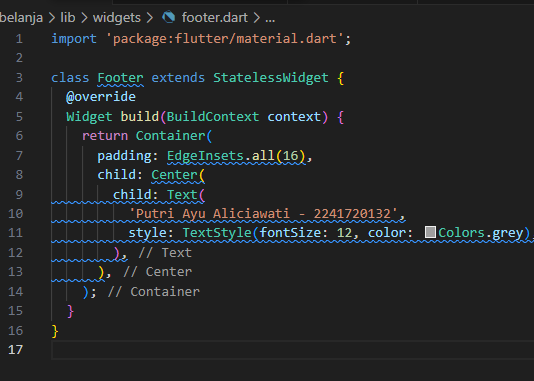 belanja > lib > widgets > footer.dart > ...
1 import 'package:flutter/material.dart';
2
3 class Footer extends StatelessWidget {
4 @override
5 Widget build(BuildContext context) {
6 return Container(
7 padding: EdgeInsets.all(16),
8 child: Center(
9 child: Text(
10 'Putri Ayu Aliciawati - 2241720132',
11 style: TextStyle(fontSize: 12, color: Colors.grey),
12 ), // Text
13 ), // Center
14 ); // Container
15 }
16 }
17